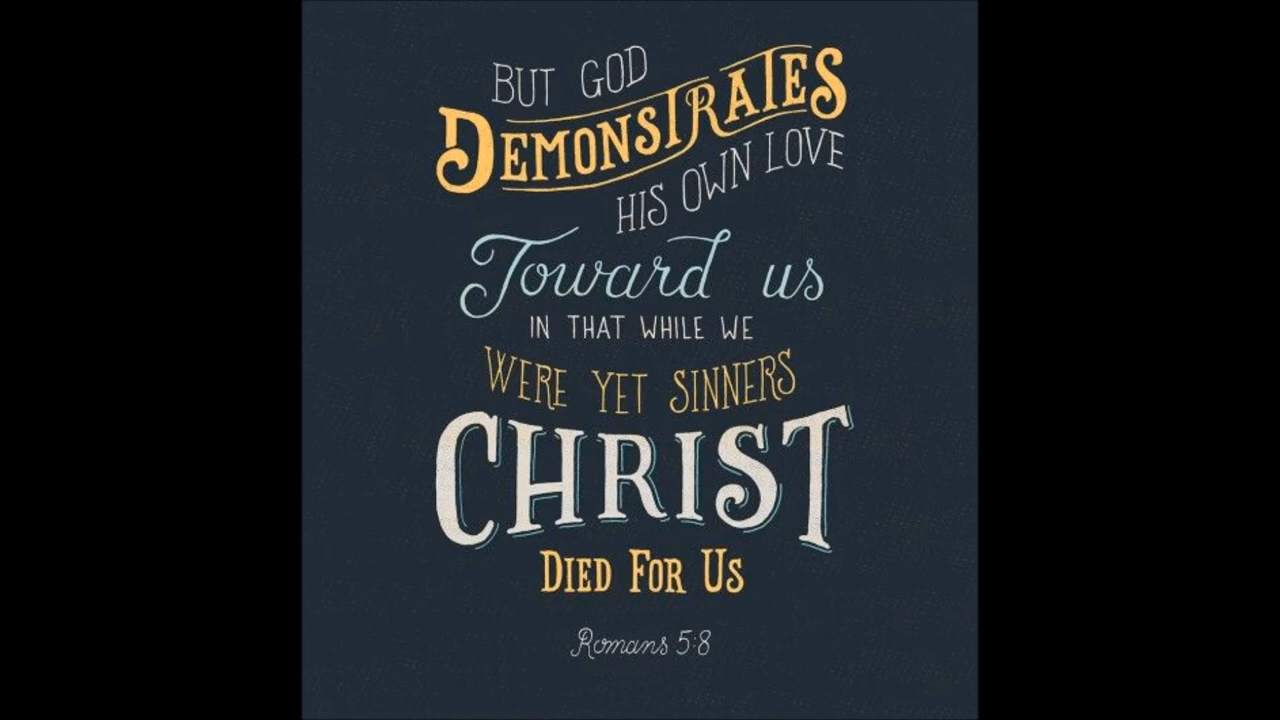 BUT GOD
DEMONSTRATES
HIS OWN LOVE
Toward us
IN THAT WHILE WE
WERE YET SINNERS
CHRIST
DIED FOR US
Romans 5:8